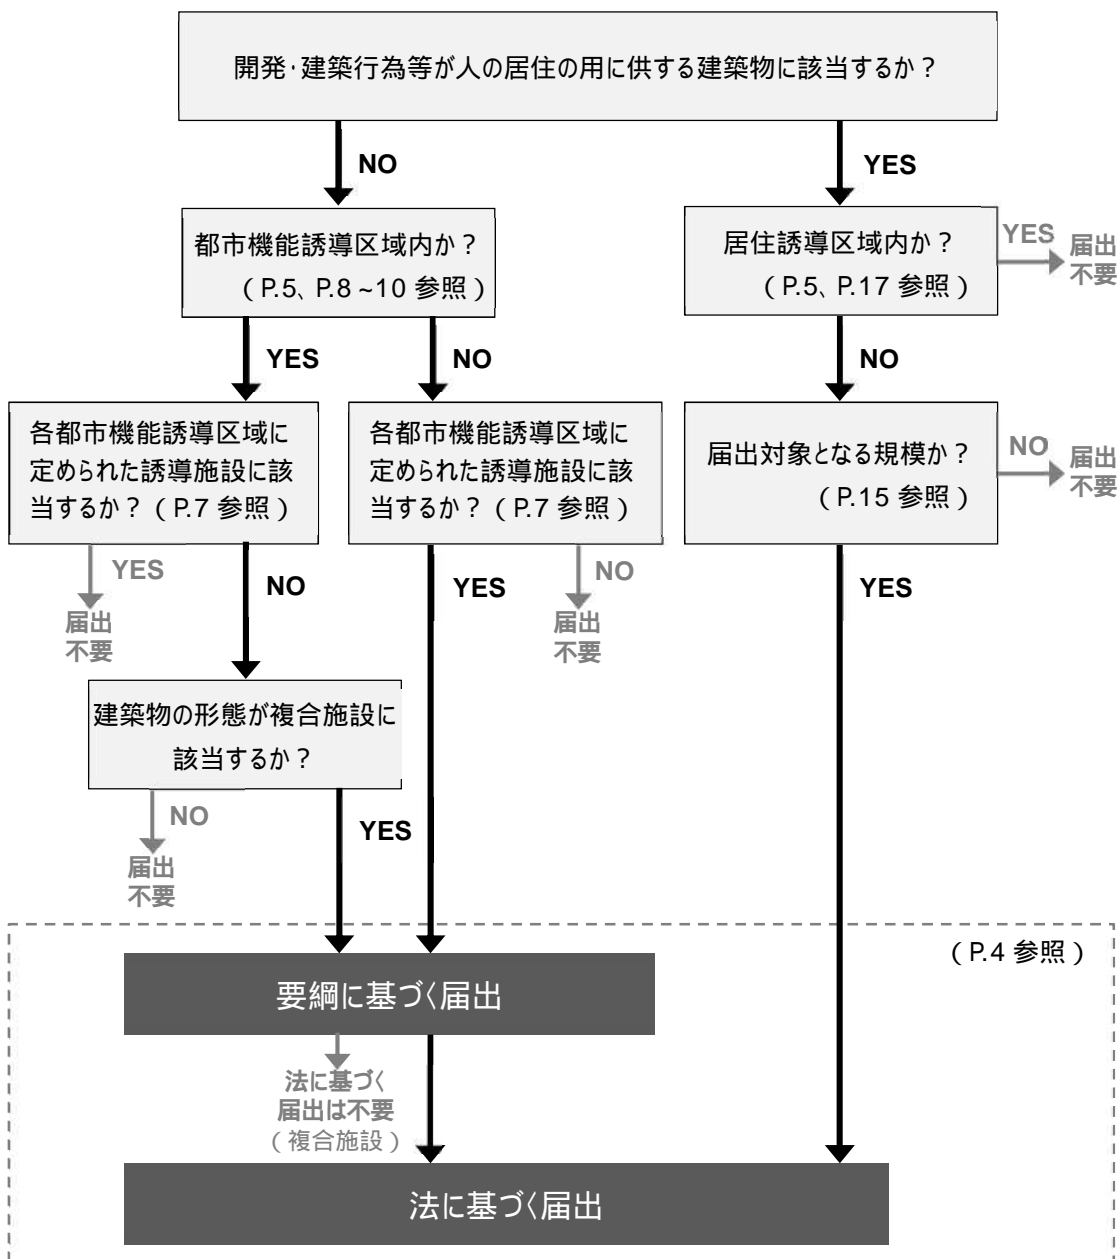 開発・建築行為等が人の居住の用に供する建築物に該当するか？
NO
YES
都市機能誘導区域内か？
（P.5、P.8 ~10 参照）
居住誘導区域内か？
（P.5、P.17 参照）
YES
届出
不要
YES
NO
NO
各都市機能誘導区域に
定められた誘導施設に該
当するか？（P.7 参照）
各都市機能誘導区域に
定められた誘導施設に該
当するか？（P.7 参照）
届出対象となる規模か？
（P.15 参照）
NO
届出
不要
YES
届出
不要
NO
YES
NO
届出
不要
YES
建築物の形態が複合施設に
該当するか？
NO
届出
不要
YES
（P.4 参照）
要綱に基づく届出
法に基づく
届出は不要
（複合施設）
法に基づく届出